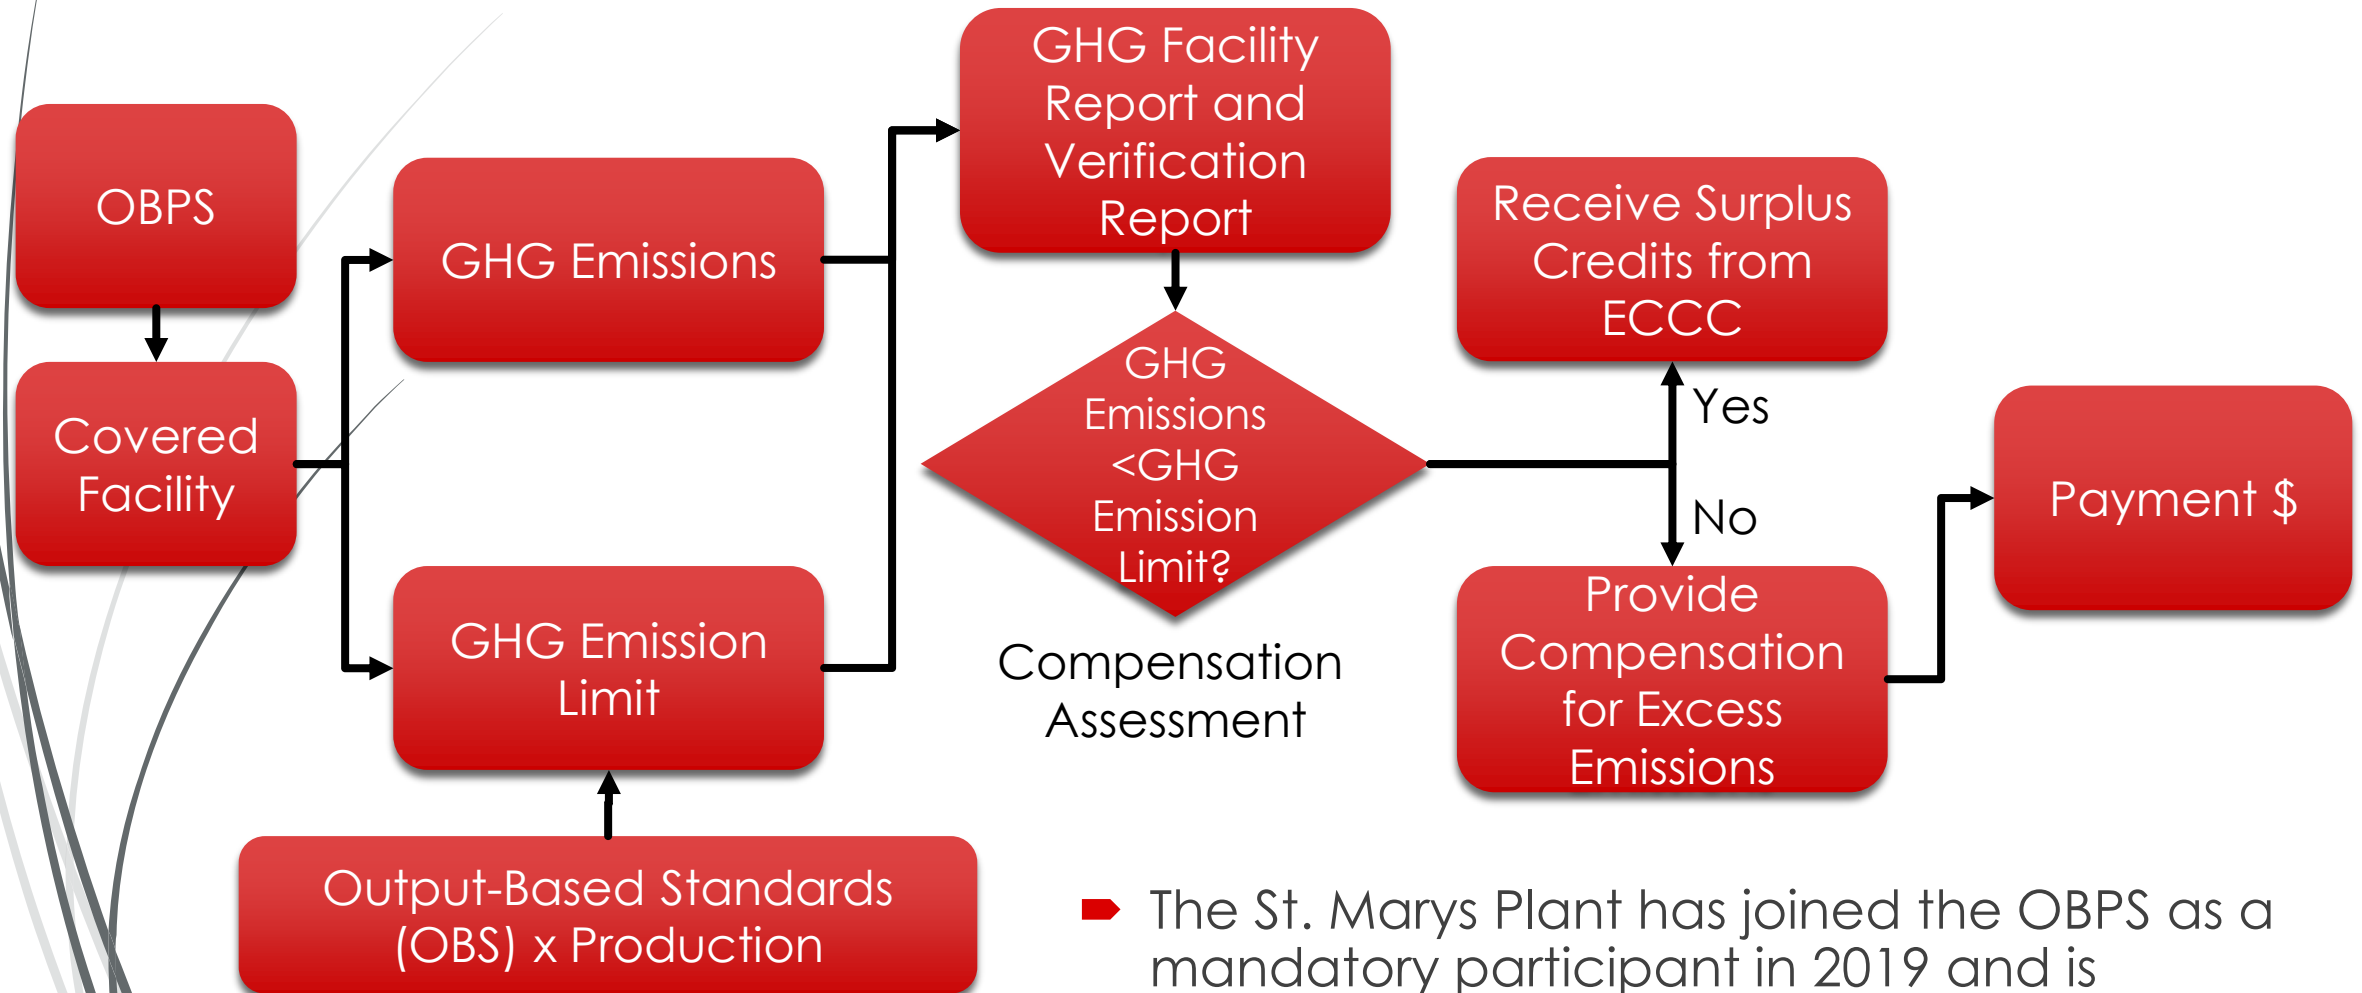 OBPS
Covered
Facility
GHG Emissions
GHG Emission
Limit
Output-Based Standards
(OBS) x Production
GHG Facility
Report and
Verification
Report
GHG
Emissions
<GHG
Emission
Limit?
Compensation
Assessment
Receive Surplus
Credits from
ECCC
Yes
No
Provide
Compensation
for Excess
Emissions
Payment $
The St. Marys Plant has joined the OBPS as a
mandatory participant in 2019 and is